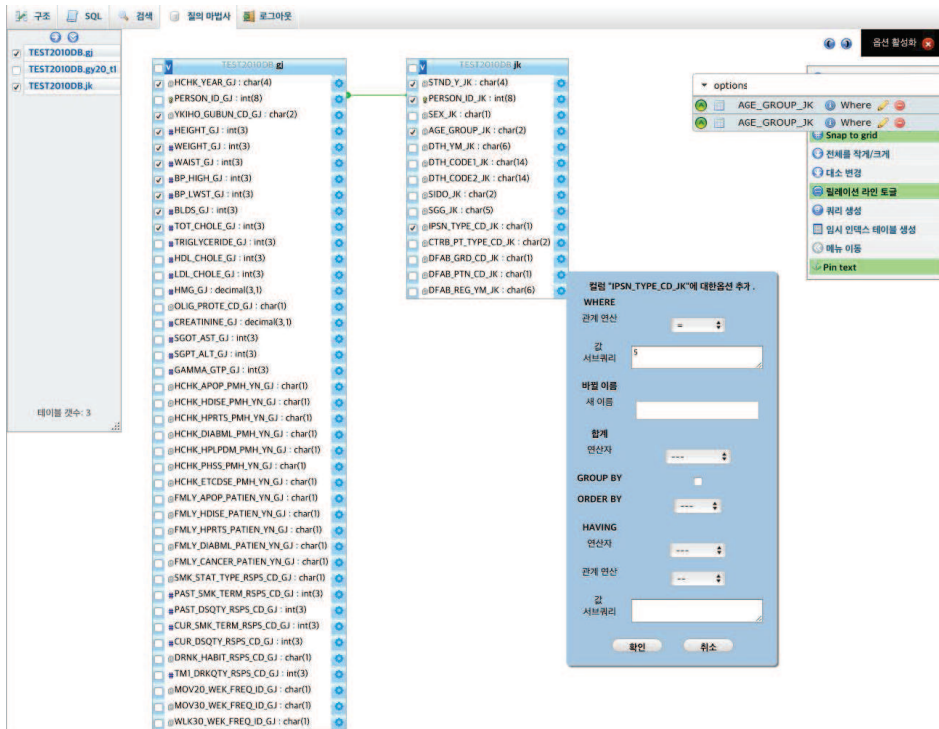 구조 SQL 검색 질의 마법사 로그아웃
옵션 활성화
TEST2010DB.gj
TEST2010DB.gy20_t1
TEST2010DB.jk
테이블 갯수: 3
V TEST2010DB.gj
HCHK_YEAR_GJ : char(4)
PERSON_ID_GJ : int(8)
YKIHO_GUBUN_CD_GJ : char(2)
HEIGHT_GJ : int(3)
WEIGHT_GJ : int(3)
WAIST_GJ : int(3)
BP_HIGH_GJ : int(3)
BP_LWST_GJ : int(3)
BLDS_GJ : int(3)
TOT_CHOLE_GJ : int(3)
TRIGLYCERIDE_GJ : int(3)
HDL_CHOLE_GJ : int(3)
LDL_CHOLE_GJ : int(3)
HMG_GJ : decimal(3,1)
OLIG_PROTE_CD_GJ : char(1)
CREATININE_GJ : decimal(3,1)
SGOT_AST_GJ : int(3)
SGPT_ALT_GJ : int(3)
GAMMA_GTP_GJ : int(3)
HCHK_APOP_PMH_YN_GJ : char(1)
HCHK_HDISE_PMH_YN_GJ : char(1)
HCHK_HPRTS_PMH_YN_GJ : char(1)
HCHK_DIABML_PMH_YN_GJ : char(1)
HCHK_HPLPDM_PMH_YN_GJ : char(1)
HCHK_PHSS_PMH_YN_GJ : char(1)
HCHK_ETCDSE_PMH_YN_GJ : char(1)
FMLY_APOP_PATIEN_YN_GJ : char(1)
FMLY_HDISE_PATIEN_YN_GJ : char(1)
FMLY_HPRTS_PATIEN_YN_GJ : char(1)
FMLY_DIABML_PATIEN_YN_GJ : char(1)
FMLY_CANCER_PATIEN_YN_GJ : char(1)
SMK_STAT_TYPE_RSPS_CD_GJ : char(1)
PAST_SMK_TERM_RSPS_CD_GJ : int(3)
PAST_DSQTY_RSPS_CD_GJ : int(3)
CUR_SMK_TERM_RSPS_CD_GJ : int(3)
CUR_DSQTY_RSPS_CD_GJ : int(3)
DRNK_HABIT_RSPS_CD_GJ : char(1)
TM1_DRKQTY_RSPS_CD_GJ : int(3)
MOV20_WEK_FREQ_ID_GJ : char(1)
MOV30_WEK_FREQ_ID_GJ : char(1)
WLK30_WEK_FREQ_ID_GJ : char(1)
V TEST2010DB.jk
STND_Y_JK : char(4)
PERSON_ID_JK : int(8)
SEX_JK : char(1)
AGE_GROUP_JK : char(2)
DTH_YM_JK : char(6)
DTH_CODE1_JK : char(14)
DTH_CODE2_JK : char(14)
SIDO_JK : char(2)
SGG_JK : char(5)
IPSN_TYPE_CD_JK : char(1)
CTRB_PT_TYPE_CD_JK : char(2)
DFAB_GRD_CD_JK : char(1)
DFAB_PTN_CD_JK : char(1)
DFAB_REG_YM_JK : char(6)
options
AGE_GROUP_JK Where
AGE_GROUP_JK Where
Snap to grid
전체를 작게/크게
대소 변경
릴레이션 라인 토글
쿼리 생성
임시 인덱스 테이블 생성
메뉴 이동
Pin text
컬럼 "IPSN_TYPE_CD_JK"에 대한옵션 추가 .
WHERE
관계 연산 =
값
서브쿼리 5
바뀔 이름
새 이름
합계
연산자 ---
GROUP BY
ORDER BY ---
HAVING
연산자 ---
관계 연산 --
값
서브쿼리
확인 취소